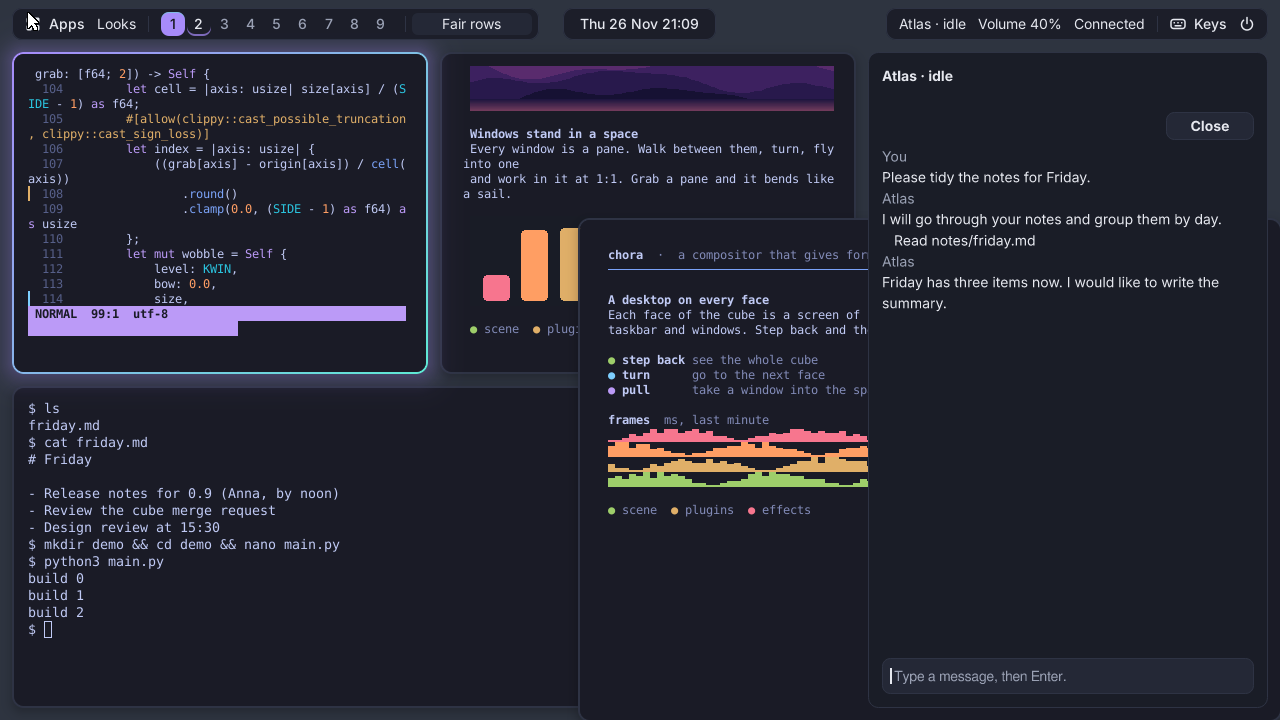 Apps Looks 1 2 3 4 5 6 7 8 9 Fair rows Thu 26 Nov 21:09 Atlas · idle Volume 40% Connected Keys
grab: [f64; 2]) -> Self {
104 let cell = |axis: usize| size[axis] / (S
IDE - 1) as f64;
105 #[allow(clippy::cast_possible_truncation
, clippy::cast_sign_loss)]
106 let index = |axis: usize| {
107 ((grab[axis] - origin[axis]) / cell(
axis))
108 .round()
109 .clamp(0.0, (SIDE - 1) as f64) a
s usize
110 };
111 let mut wobble = Self {
112 level: KWIN,
113 bow: 0.0,
114 size,
NORMAL 99:1 utf-8
Windows stand in a space
Every window is a pane. Walk between them, turn, fly
into one
and work in it at 1:1. Grab a pane and it bends like
a sail.
scene plugi
$ ls
friday.md
$ cat friday.md
# Friday
- Release notes for 0.9 (Anna, by noon)
- Review the cube merge request
- Design review at 15:30
$ mkdir demo && cd demo && nano main.py
$ python3 main.py
build 0
build 1
build 2
$
chora · a compositor that gives for
A desktop on every face
Each face of the cube is a screen of
taskbar and windows. Step back and th
step back see the whole cube
turn go to the next face
pull take a window into the sp
frames ms, last minute
scene plugins effects
Atlas · idle
Close
You
Please tidy the notes for Friday.
Atlas
I will go through your notes and group them by day.
Read notes/friday.md
Atlas
Friday has three items now. I would like to write the
summary.
Type a message, then Enter.